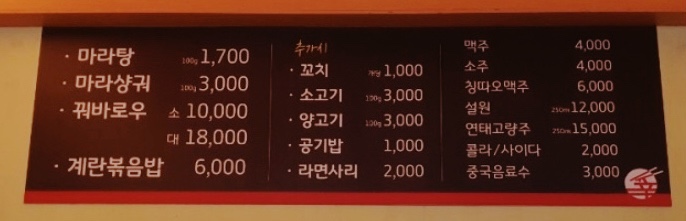 · 마라탕 100g 1,700
· 마라샹궈 100g 3,000
· 꿔바로우 소 10,000
대 18,000
· 계란볶음밥 6,000
추가시
· 꼬치 개당 1,000
· 소고기 100g 3,000
· 양고기 100g 3,000
· 공기밥 1,000
· 라면사리 2,000
맥주 4,000
소주 4,000
칭따오맥주 6,000
설원 250ml 12,000
연태고량주 250ml 15,000
콜라/사이다 2,000
중국음료수 3,000